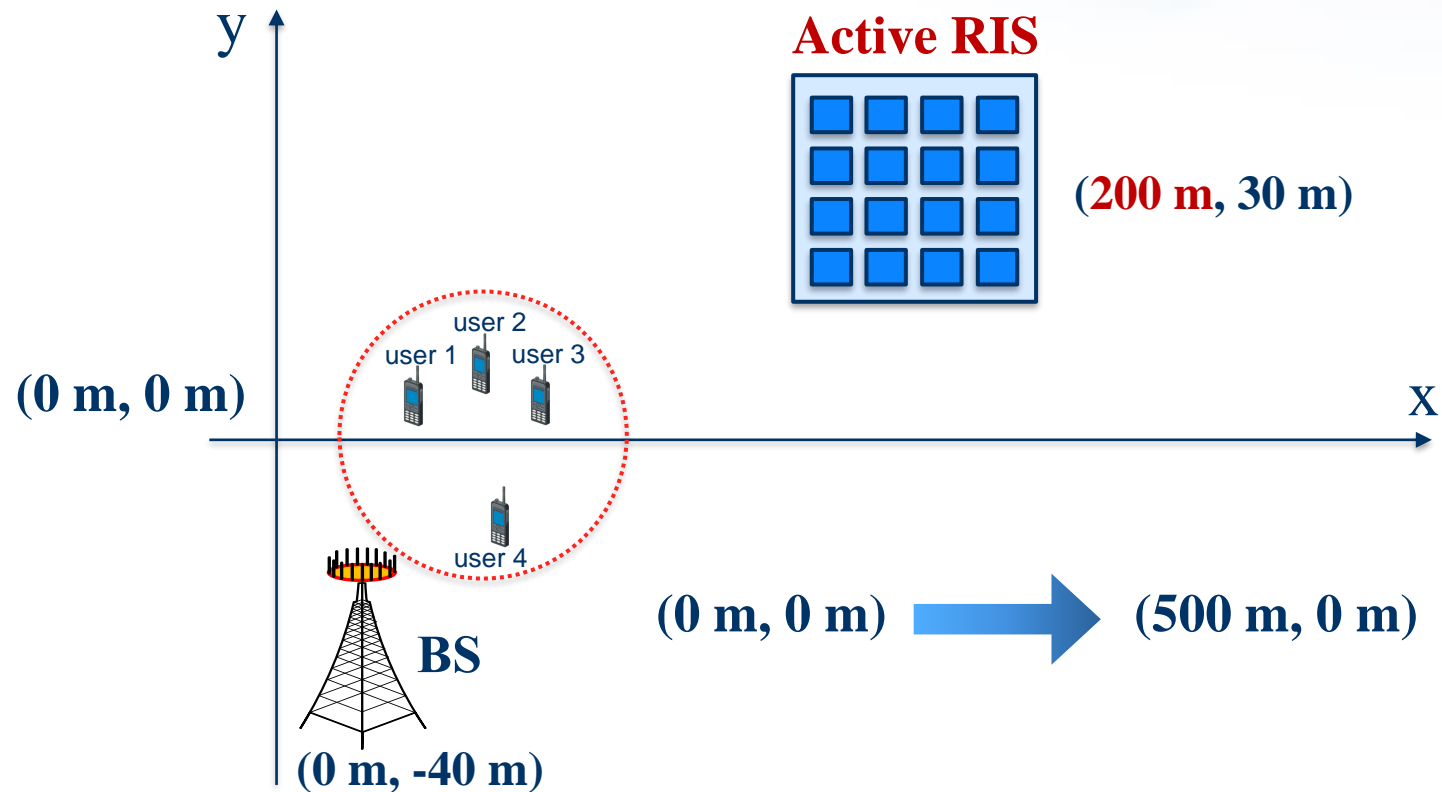 y
Active RIS
(200 m, 30 m)
user 2
user 1
user 3
(0 m, 0 m)
x
user 4
(0 m, 0 m)
(500 m, 0 m)
BS
(0 m, -40 m)